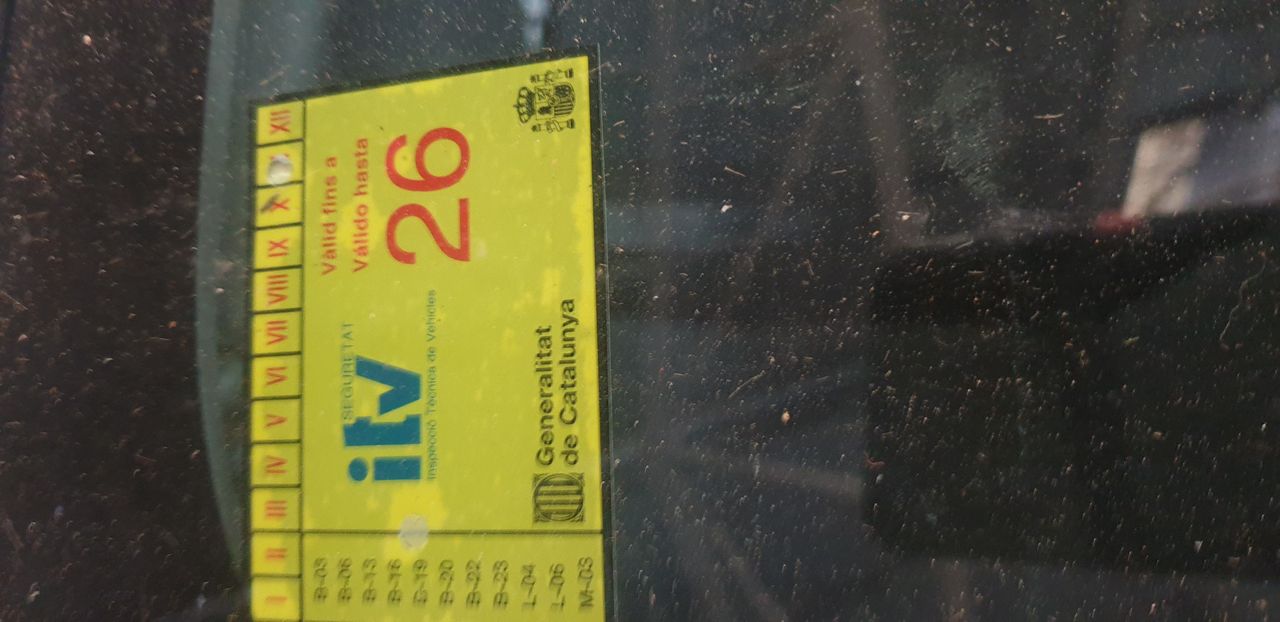 I II III IV V VI VII VIII IX X XII
SEGURETAT
itv
Inspecció Tècnica de Vehicles
Vàlid fins a
Válido hasta
26
Generalitat
de Catalunya
B-03
B-06
B-13
B-16
B-19
B-20
B-22
B-23
L-04
L-06
M-03